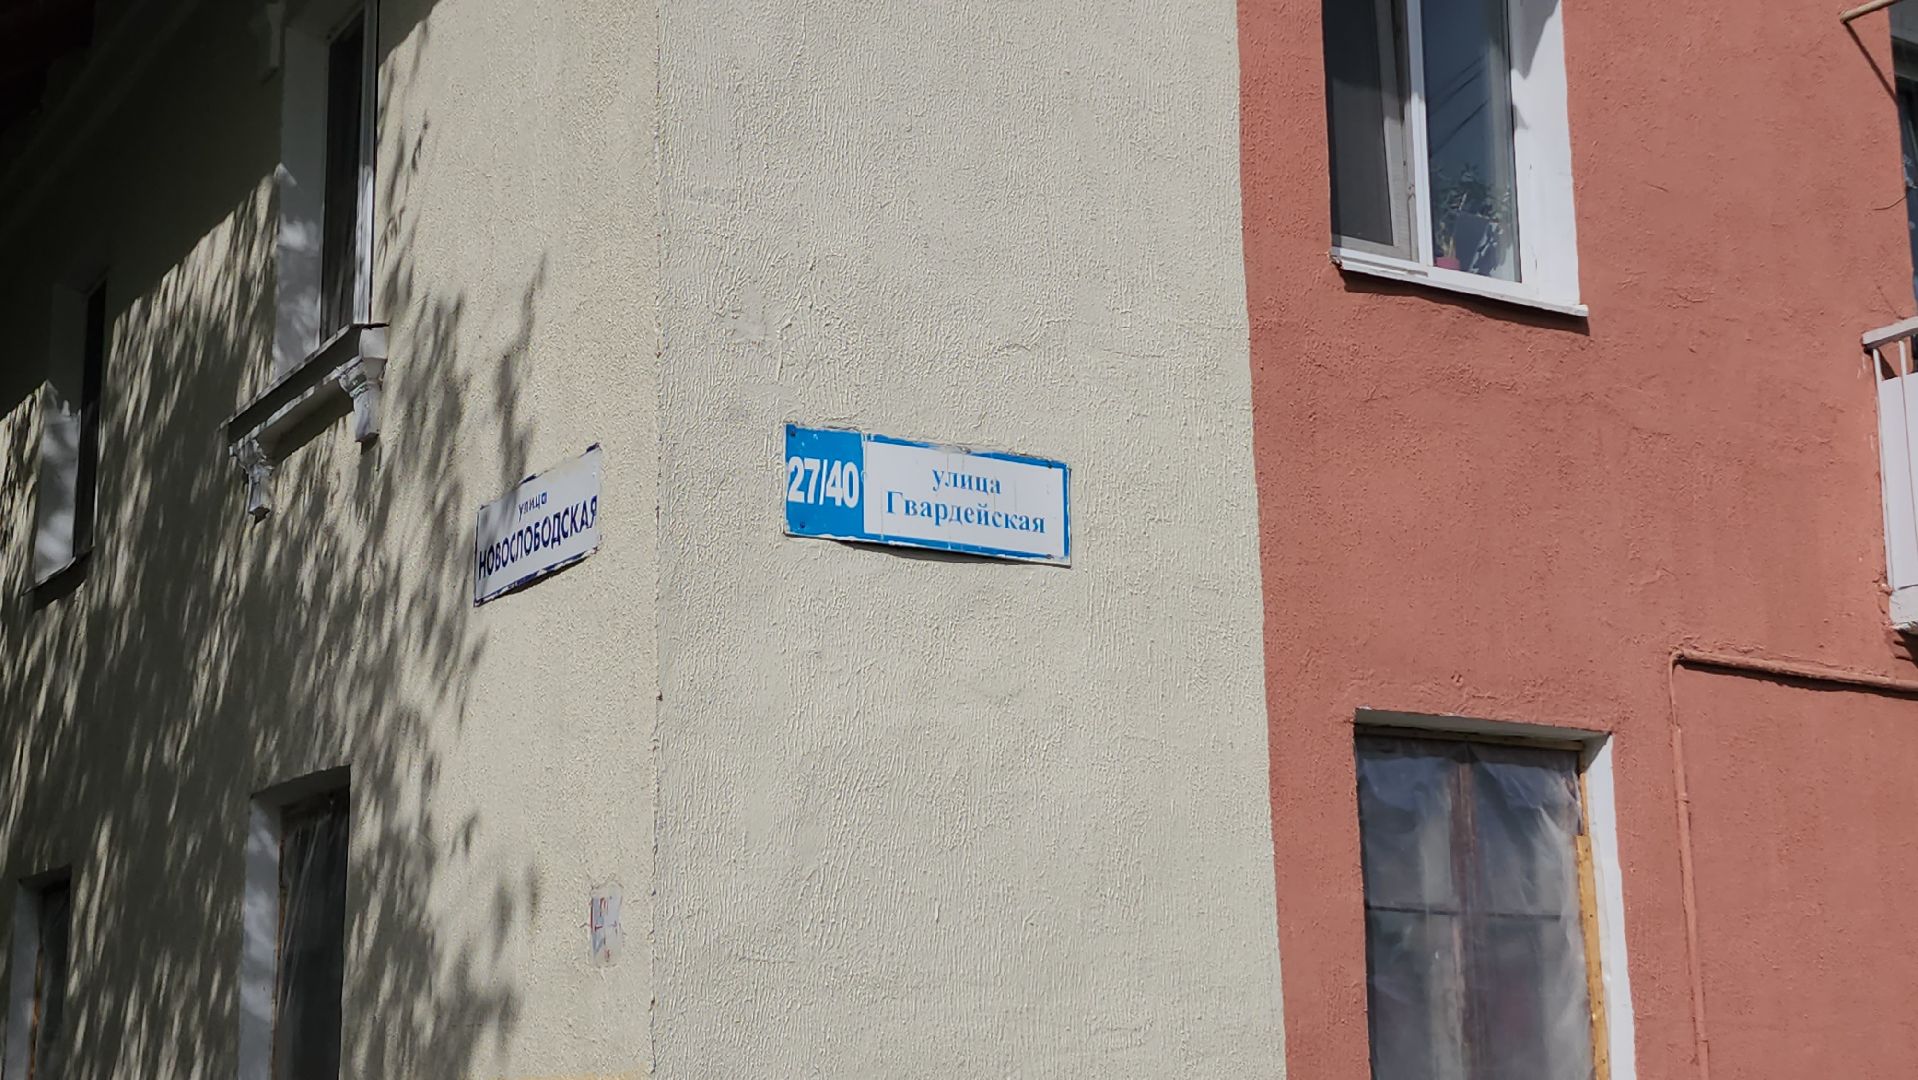 улица
НОВОСЛОБОДСКАЯ
27/40
улица
Гвардейская